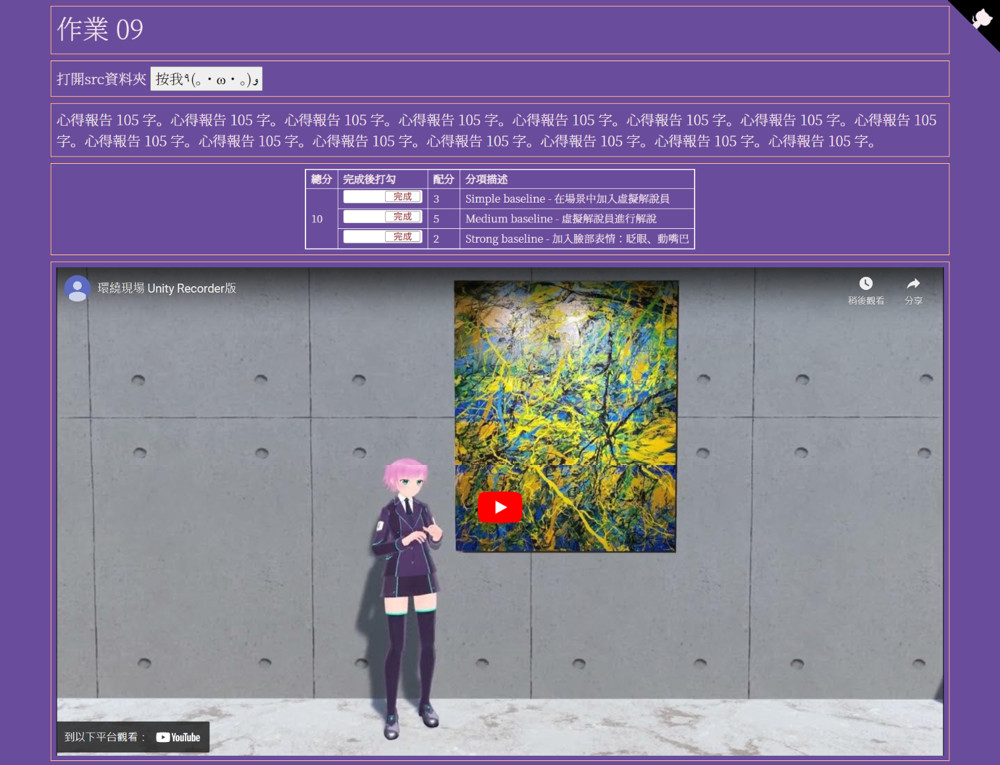 作業 09
打開src資料夾 按我٩(。・ω・。)و
心得報告 105 字。心得報告 105 字。心得報告 105 字。心得報告 105 字。心得報告 105 字。心得報告 105 字。心得報告 105 字。心得報告 105
字。心得報告 105 字。心得報告 105 字。心得報告 105 字。心得報告 105 字。心得報告 105 字。心得報告 105 字。心得報告 105 字。
總分 完成後打勾 配分 分項描述
完成 3 Simple baseline - 在場景中加入虛擬解說員
10 完成 5 Medium baseline - 虛擬解說員進行解說
完成 2 Strong baseline - 加入臉部表情：眨眼、動嘴巴
環繞現場 Unity Recorder版
稍後觀看 分享
到以下平台觀看： YouTube